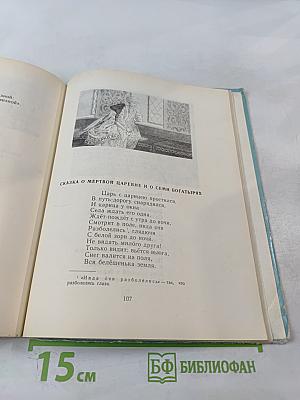 иной.
СКАЗКА О МЕРТВОЙ ЦАРЕВНЕ И О СЕМИ БОГАТЫРЯХ
Царь с царицею простился,
В путь-дорогу снарядился,
И царица у окна
Села ждать его одна.
Ждёт-пождёт с утра до ночи,
Смотрит в поле, инда очи
Разболелись¹, глядючи
С белой зори до ночи.
Не видать милого друга!
Только видит: вьётся вьюга,
Снег валится на поля,
Вся белёшенька земля.
¹ «Инда очи разболелись» — так, что
разболелись глаза.
107
15 см
БФ БИБЛИОФАН